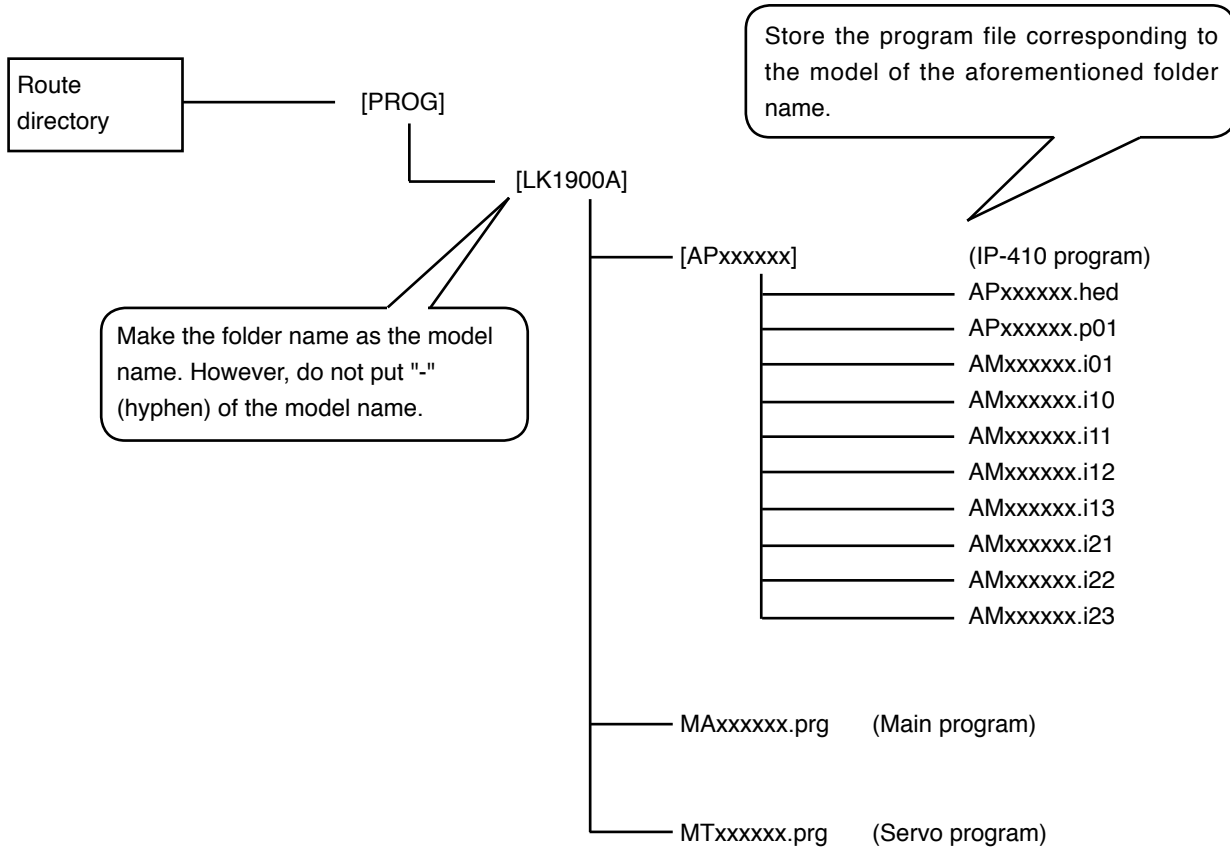 Store the program file corresponding to
the model of the aforementioned folder
name.
Route
directory
[PROG]
[LK1900A]
[APxxxxxx]
(IP-410 program)
APxxxxxx.hed
APxxxxxx.p01
AMxxxxxx.i01
AMxxxxxx.i10
AMxxxxxx.i11
AMxxxxxx.i12
AMxxxxxx.i13
AMxxxxxx.i21
AMxxxxxx.i22
AMxxxxxx.i23
Make the folder name as the model
name. However, do not put "-"
(hyphen) of the model name.
MAxxxxxx.prg (Main program)
MTxxxxxx.prg (Servo program)